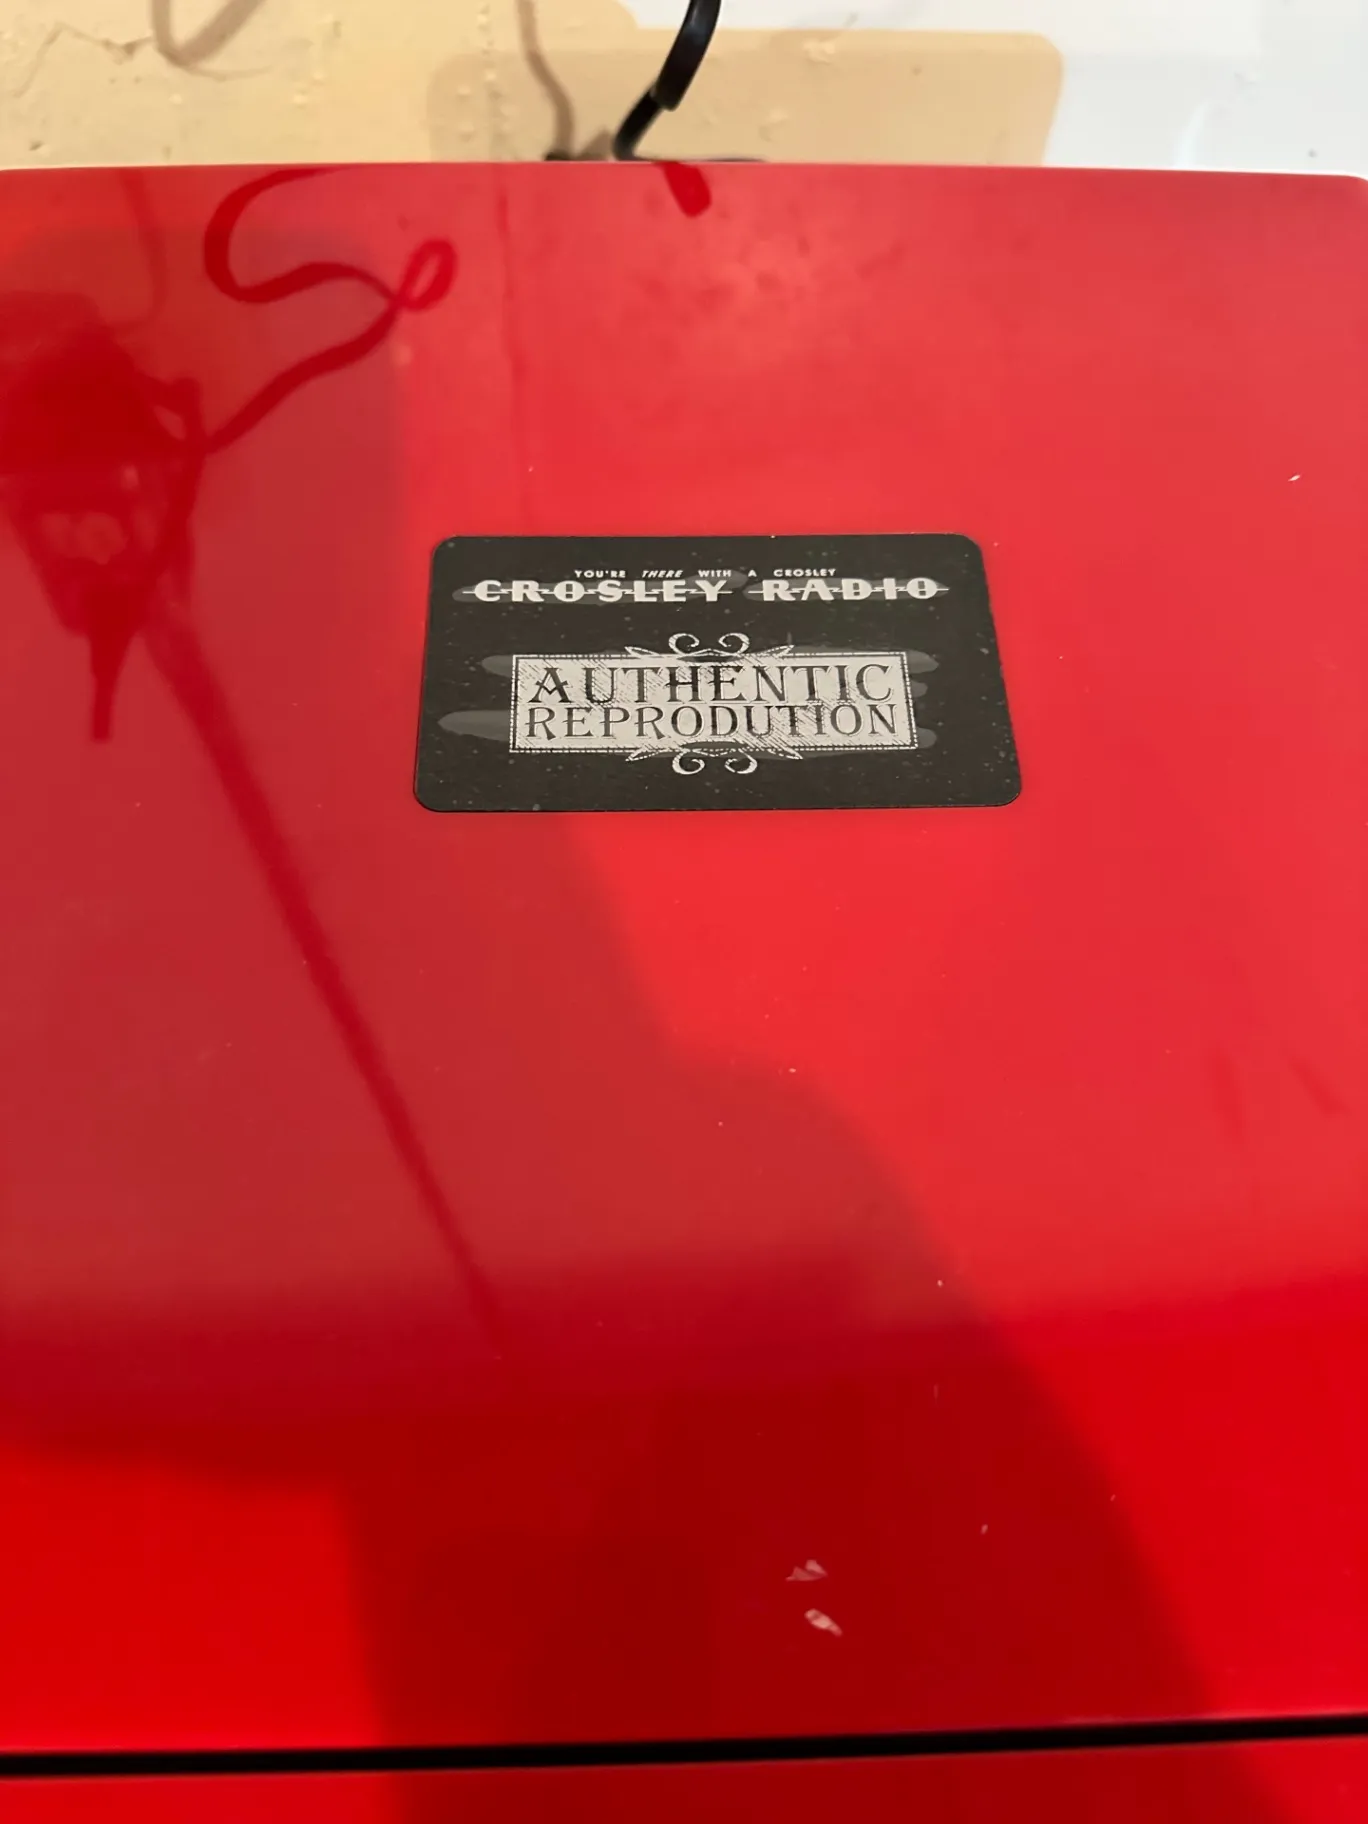 YOU'RE THERE WITH A CROSLEY
CROSLEY RADIO
AUTHENTIC
REPRODUTION